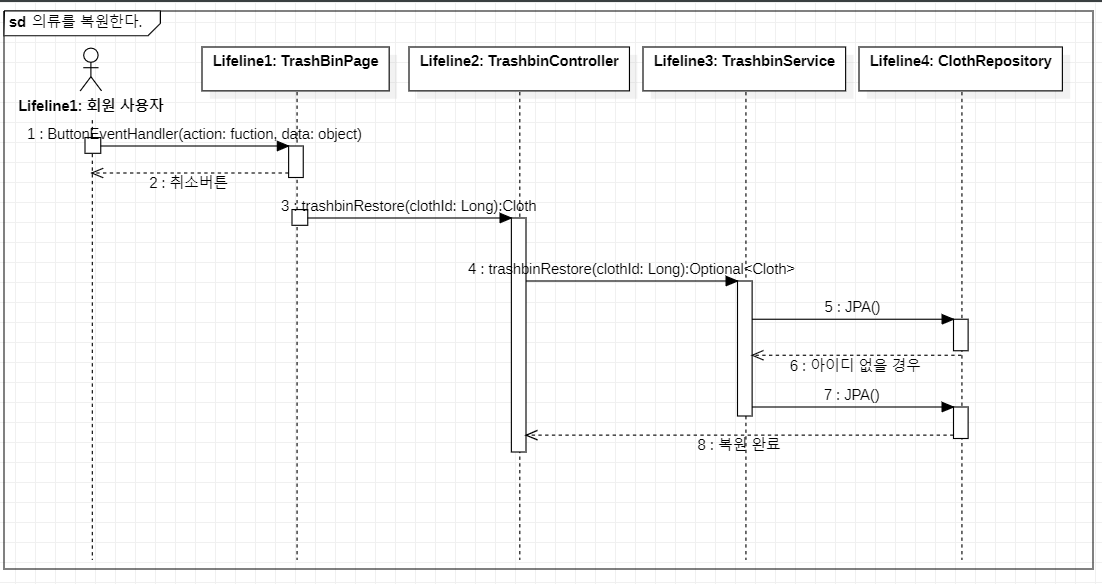 sd 의류를 복원한다.
Lifeline1: TrashBinPage
Lifeline2: TrashbinController
Lifeline3: TrashbinService
Lifeline4: ClothRepository
Lifeline1: 회원 사용자
1 : ButtonEventHandler(action: fuction, data: object)
2 : 취소버튼
3 : trashbinRestore(clothId: Long):Cloth
4 : trashbinRestore(clothId: Long):Optional<Cloth>
5 : JPA()
6 : 아이디 없을 경우
7 : JPA()
8 : 복원 완료